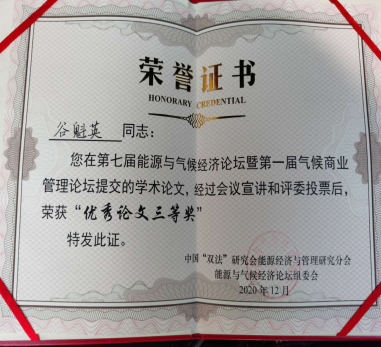 荣誉证书
HONORARY CREDENTIAL
谷魁英 同志：
您在第七届能源与气候经济论坛暨第一届气候商业
管理论坛提交的学术论文，经过会议宣讲和评委投票后，
荣获“优秀论文三等奖”
特发此证。
中国“双法”研究会能源经济与管理研究分会
能源与气候经济论坛组委会
2020年12月